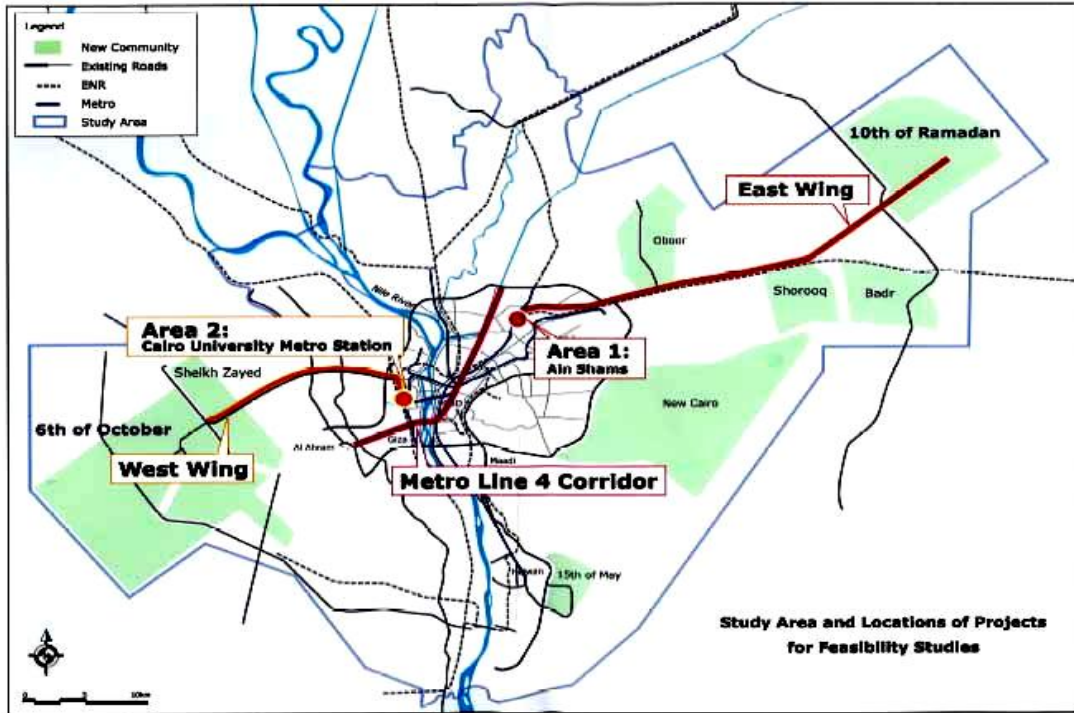 Legend
New Community
Existing Roads
ENR
Metro
Study Area
10th of Ramadan
East Wing
Oboor
Shorooq
Badr
Nile River
Area 2:
Cairo University Metro Station
Area 1:
Ain Shams
Sheikh Zayed
New Cairo
6th of October
Al Ahram
Giza
Maadi
West Wing
Metro Line 4 Corridor
15th of May
Study Area and Locations of Projects
for Feasibility Studies
0
10km